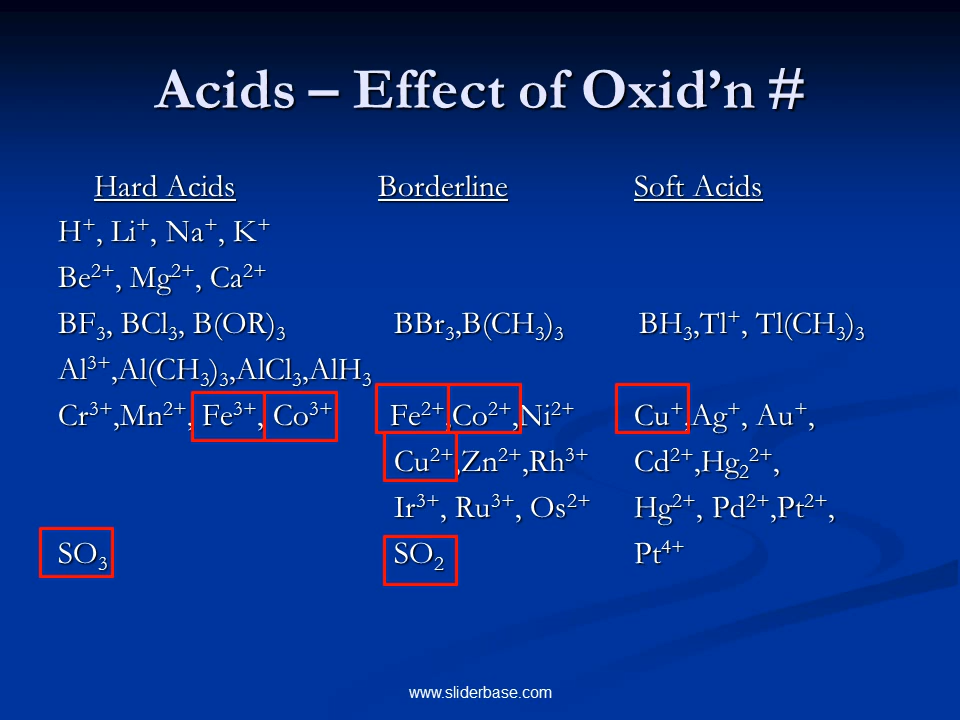 Acids – Effect of Oxid’n #
Hard Acids Borderline Soft Acids
H⁺, Li⁺, Na⁺, K⁺
Be²⁺, Mg²⁺, Ca²⁺
BF₃, BCl₃, B(OR)₃ BBr₃,B(CH₃)₃ BH₃,Tl⁺, Tl(CH₃)₃
Al³⁺,Al(CH₃)₃,AlCl₃,AlH₃
Cr³⁺,Mn²⁺, Fe³⁺, Co³⁺ Fe²⁺,Co²⁺,Ni²⁺ Cu⁺,Ag⁺, Au⁺,
Cu²⁺,Zn²⁺,Rh³⁺ Cd²⁺,Hg₂²⁺,
Ir³⁺, Ru³⁺, Os²⁺ Hg²⁺, Pd²⁺,Pt²⁺,
SO₃ SO₂ Pt⁴⁺
www.sliderbase.com